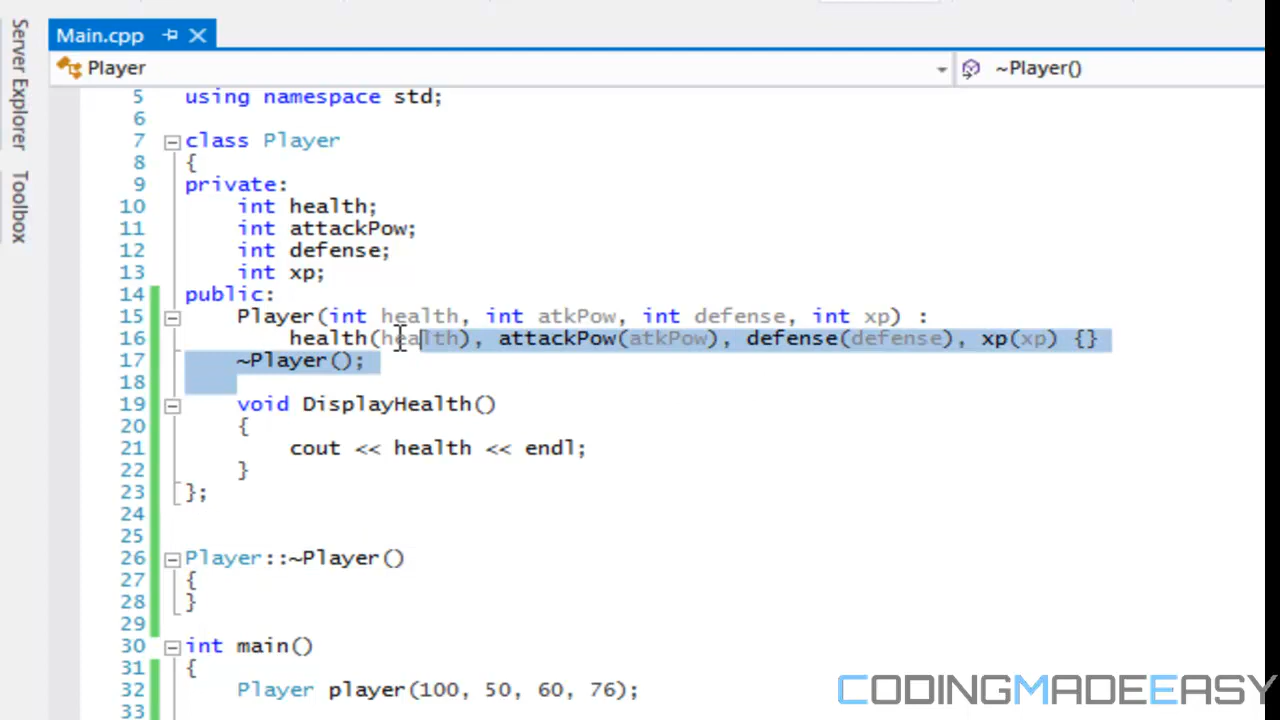 Server Explorer
Toolbox
Main.cpp
Player
~Player()
5 using namespace std;
6
7 class Player
8 {
9 private:
10 int health;
11 int attackPow;
12 int defense;
13 int xp;
14 public:
15 Player(int health, int atkPow, int defense, int xp) :
16 health(health), attackPow(atkPow), defense(defense), xp(xp) {}
17 ~Player();
18
19 void DisplayHealth()
20 {
21 cout << health << endl;
22 }
23 };
24
25
26 Player::~Player()
27 {
28 }
29
30 int main()
31 {
32 Player player(100, 50, 60, 76);
33
CODINGMADEEASY